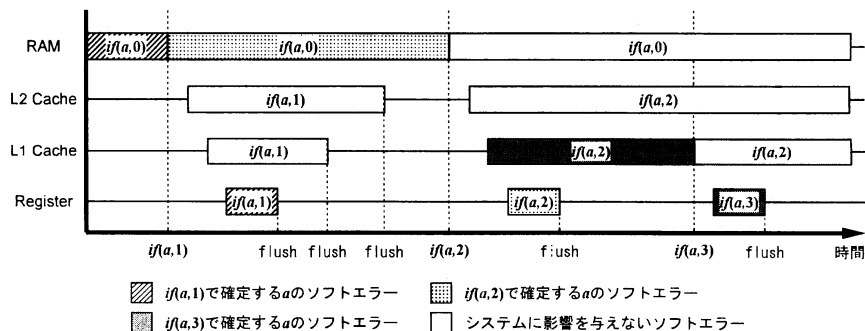 RAM if(a,0) if(a,0) if(a,0)
L2 Cache if(a,1) if(a,2)
L1 Cache if(a,1) if(a,2) if(a,2)
Register if(a,1) if(a,2) if(a,3)
if(a,1) flush flush flush if(a,2) flush if(a,3) flush 時間
if(a,1)で確定するaのソフトエラー if(a,2)で確定するaのソフトエラー
if(a,3)で確定するaのソフトエラー システムに影響を与えないソフトエラー